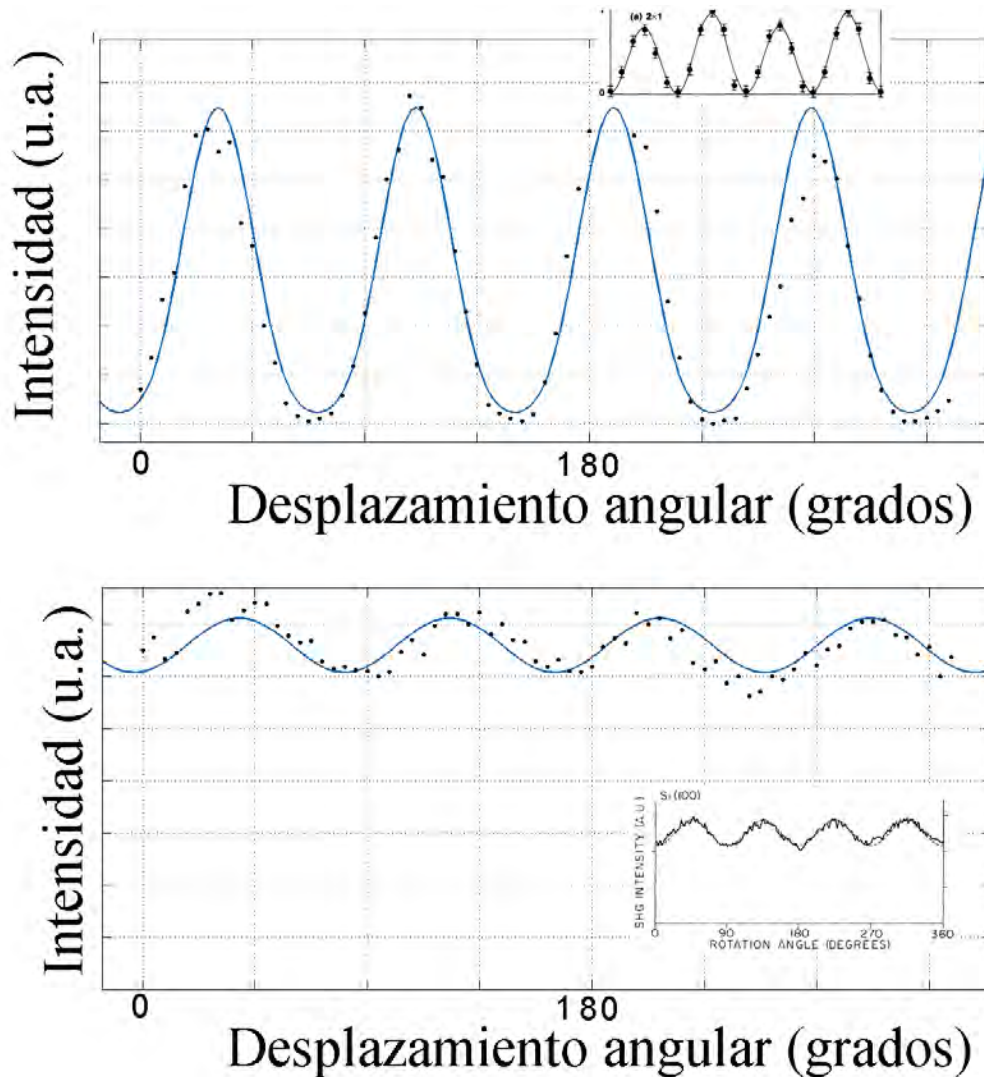 (a) 2×1
0
Intensidad (u.a.)
0 180
Desplazamiento angular (grados)
Intensidad (u.a.)
Si (100)
SHG INTENSITY (A.U.)
0 90 180 270 360
ROTATION ANGLE (DEGREES)
0 180
Desplazamiento angular (grados)